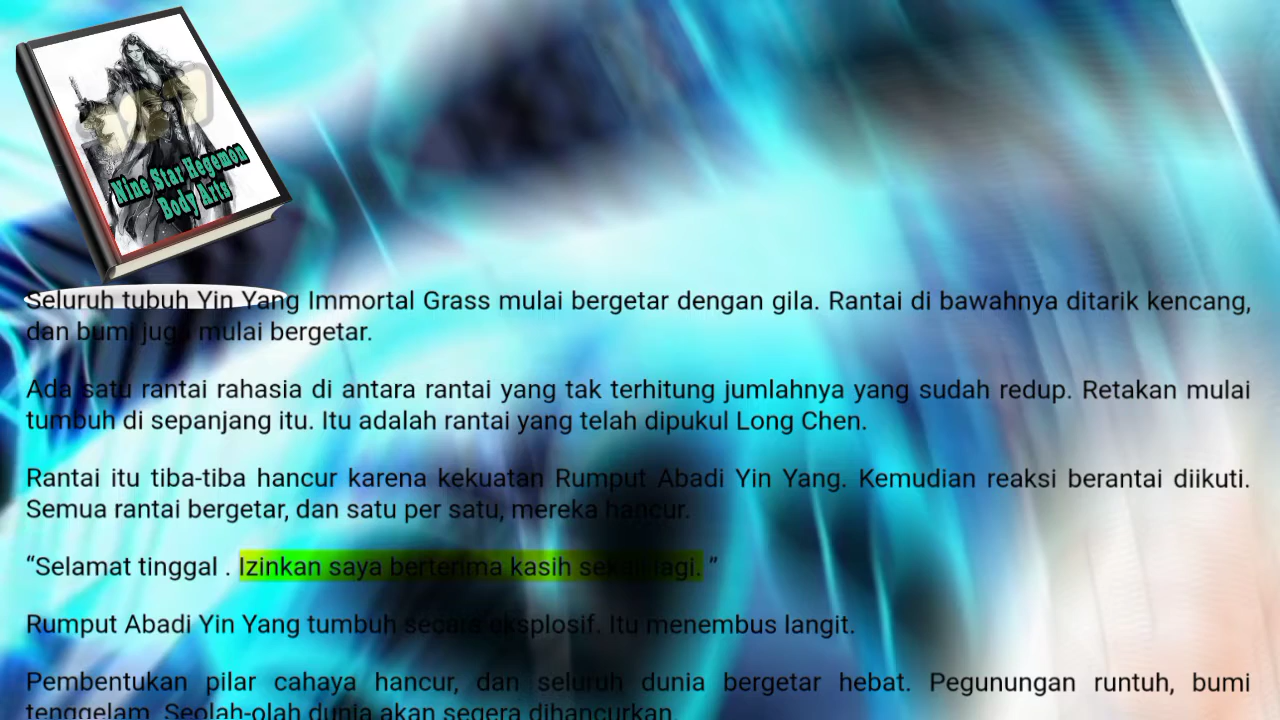 Nine Star Hegemon
Body Arts
Seluruh tubuh Yin Yang Immortal Grass mulai bergetar dengan gila. Rantai di bawahnya ditarik kencang,
dan bumi juga mulai bergetar.
Ada satu rantai rahasia di antara rantai yang tak terhitung jumlahnya yang sudah redup. Retakan mulai
tumbuh di sepanjang itu. Itu adalah rantai yang telah dipukul Long Chen.
Rantai itu tiba-tiba hancur karena kekuatan Rumput Abadi Yin Yang. Kemudian reaksi berantai diikuti.
Semua rantai bergetar, dan satu per satu, mereka hancur.
“Selamat tinggal . Izinkan saya berterima kasih sekali lagi. ”
Rumput Abadi Yin Yang tumbuh secara eksplosif. Itu menembus langit.
Pembentukan pilar cahaya hancur, dan seluruh dunia bergetar hebat. Pegunungan runtuh, bumi
tenggelam. Seolah-olah dunia akan segera dihancurkan.